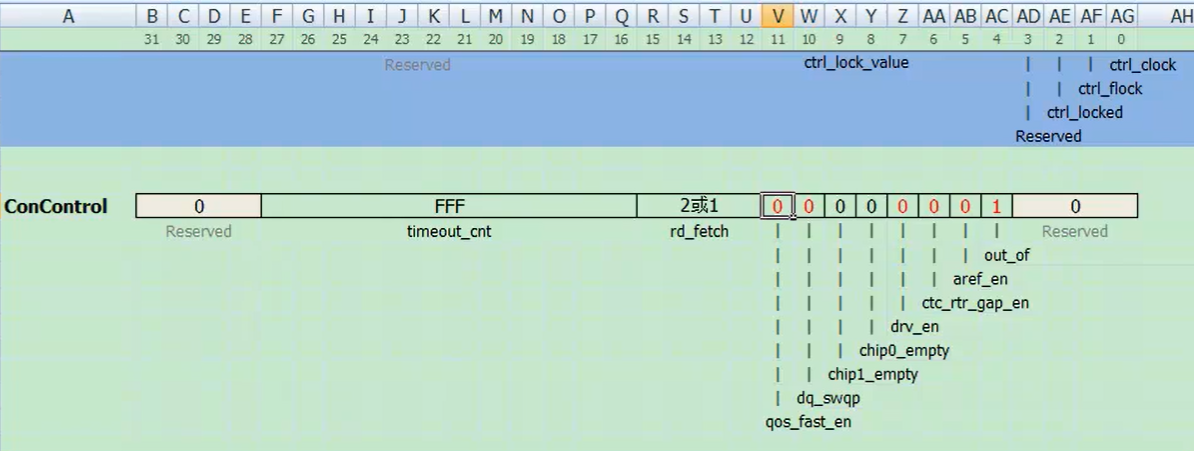 A B C D E F G H I J K L M N O P Q R S T U V W X Y Z AA AB AC AD AE AF AG AH
31 30 29 28 27 26 25 24 23 22 21 20 19 18 17 16 15 14 13 12 11 10 9 8 7 6 5 4 3 2 1 0
Reserved ctrl_lock_value | | | ctrl_clock
| | ctrl_flock
| ctrl_locked
Reserved
ConControl 0 FFF 2或1 0 0 0 0 0 0 0 1 0
Reserved timeout_cnt rd_fetch | | | | | | | | Reserved
| | | | | | | out_of
| | | | | | aref_en
| | | | | ctc_rtr_gap_en
| | | | drv_en
| | | chip0_empty
| | chip1_empty
| dq_swqp
qos_fast_en